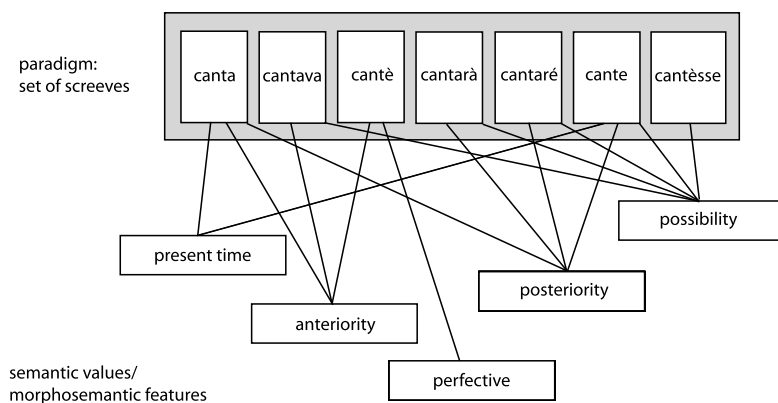 paradigm:
set of screeves
canta cantava cantè cantarà cantaré cante cantèsse
possibility
present time
posteriority
anteriority
perfective
semantic values/
morphosemantic features